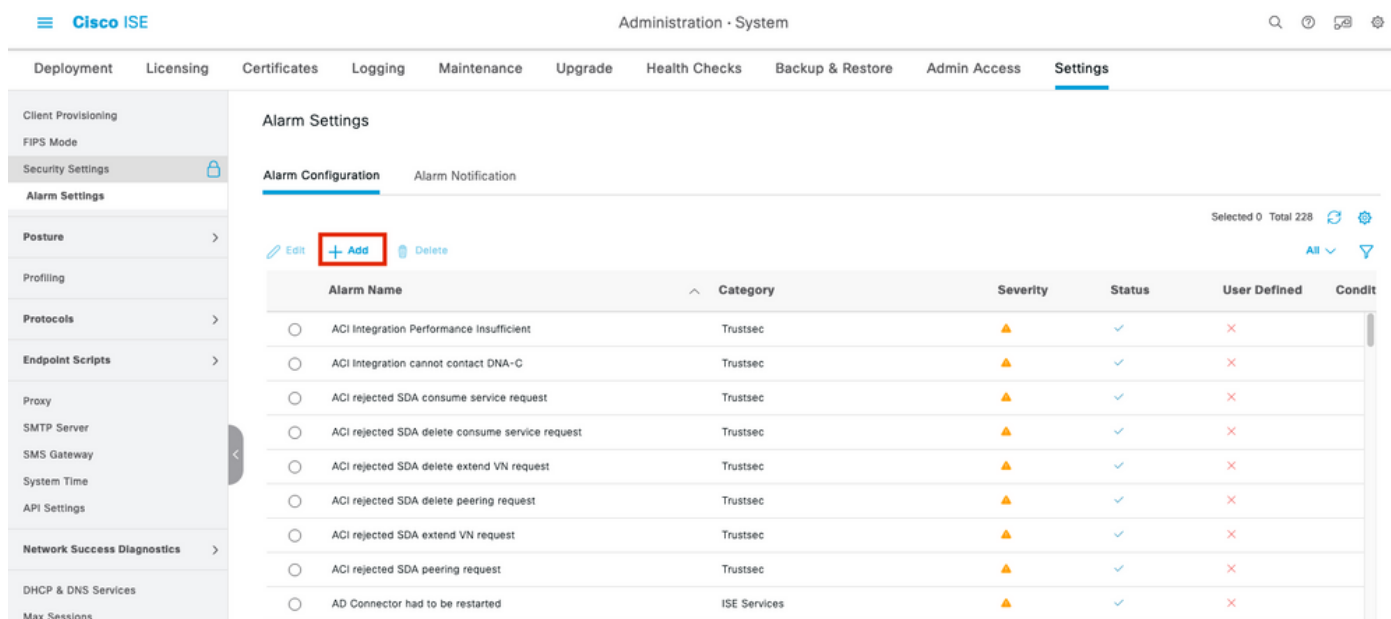 Cisco ISE
Administration · System
Deployment Licensing Certificates Logging Maintenance Upgrade Health Checks Backup & Restore Admin Access Settings
Client Provisioning
FIPS Mode
Security Settings
Alarm Settings
Posture
Profiling
Protocols
Endpoint Scripts
Proxy
SMTP Server
SMS Gateway
System Time
API Settings
Network Success Diagnostics
DHCP & DNS Services
Max Sessions
Alarm Settings
Alarm Configuration Alarm Notification
Selected 0 Total 228
Edit Add Delete All
Alarm Name Category Severity Status User Defined Condit
ACI Integration Performance Insufficient Trustsec
ACI Integration cannot contact DNA-C Trustsec
ACI rejected SDA consume service request Trustsec
ACI rejected SDA delete consume service request Trustsec
ACI rejected SDA delete extend VN request Trustsec
ACI rejected SDA delete peering request Trustsec
ACI rejected SDA extend VN request Trustsec
ACI rejected SDA peering request Trustsec
AD Connector had to be restarted ISE Services